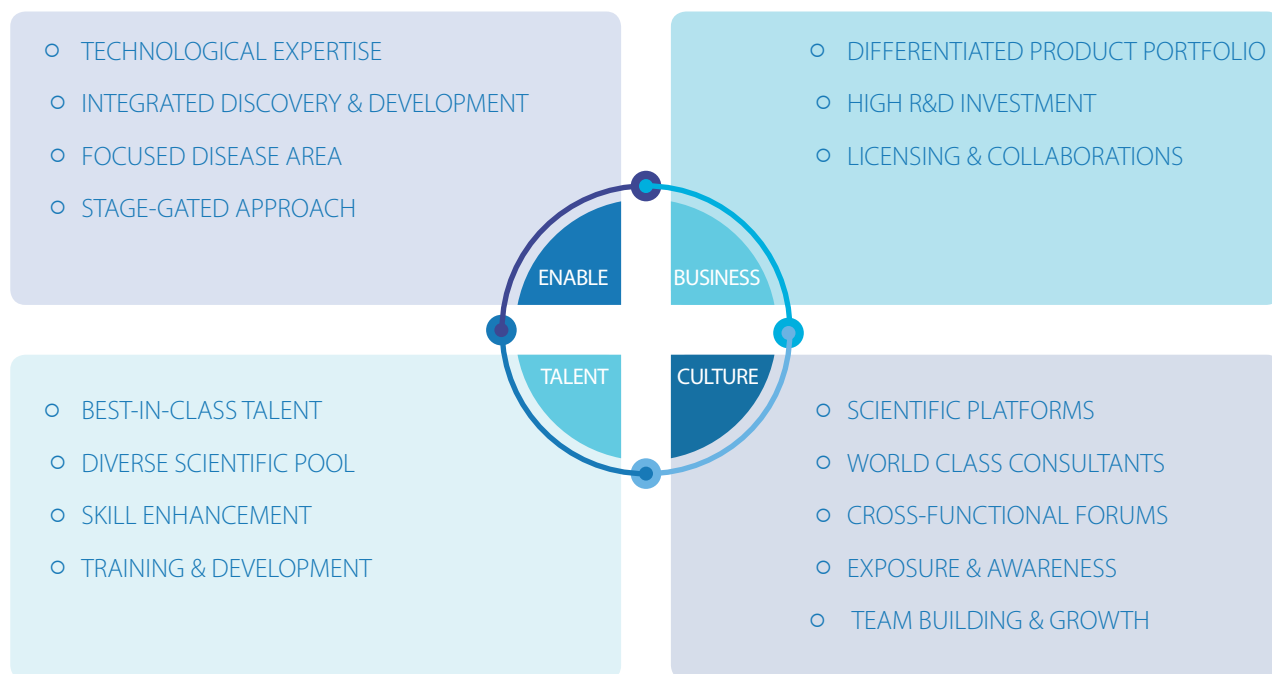 TECHNOLOGICAL EXPERTISE
INTEGRATED DISCOVERY & DEVELOPMENT
FOCUSED DISEASE AREA
STAGE-GATED APPROACH
ENABLE
DIFFERENTIATED PRODUCT PORTFOLIO
HIGH R&D INVESTMENT
LICENSING & COLLABORATIONS
BUSINESS
TALENT
BEST-IN-CLASS TALENT
DIVERSE SCIENTIFIC POOL
SKILL ENHANCEMENT
TRAINING & DEVELOPMENT
CULTURE
SCIENTIFIC PLATFORMS
WORLD CLASS CONSULTANTS
CROSS-FUNCTIONAL FORUMS
EXPOSURE & AWARENESS
TEAM BUILDING & GROWTH